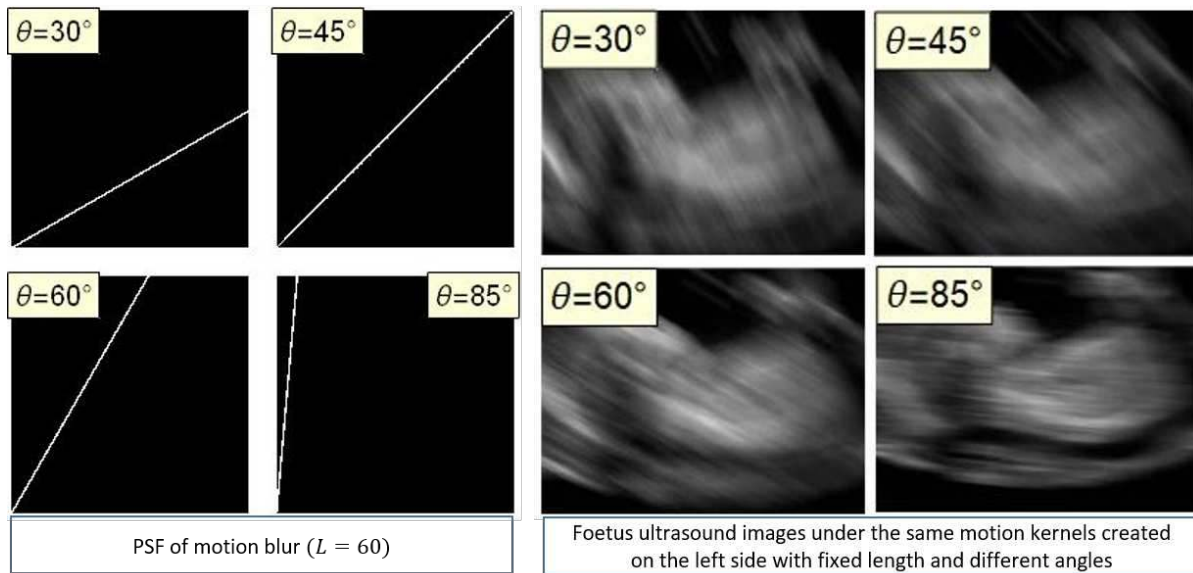 θ=30°
θ=45°
θ=60°
θ=85°
PSF of motion blur (L = 60)
θ=30°
θ=45°
θ=60°
θ=85°
Foetus ultrasound images under the same motion kernels created
on the left side with fixed length and different angles